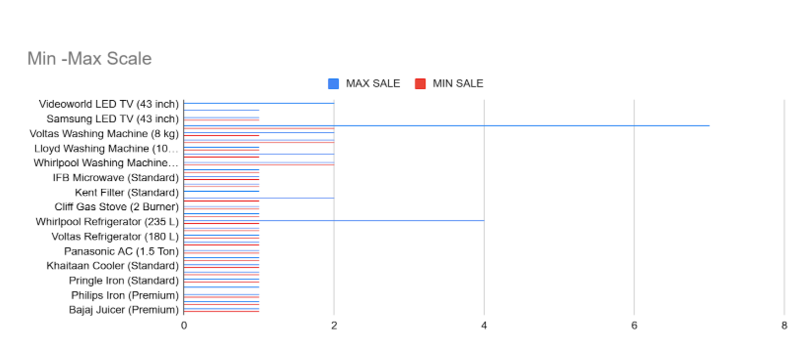 Min -Max Scale
MAX SALE
MIN SALE
Videoworld LED TV (43 inch)
Samsung LED TV (43 inch)
Voltas Washing Machine (8 kg)
Lloyd Washing Machine (10…
Whirlpool Washing Machine…
IFB Microwave (Standard)
Kent Filter (Standard)
Cliff Gas Stove (2 Burner)
Whirlpool Refrigerator (235 L)
Voltas Refrigerator (180 L)
Panasonic AC (1.5 Ton)
Khaitaan Cooler (Standard)
Pringle Iron (Standard)
Philips Iron (Premium)
Bajaj Juicer (Premium)
0 2 4 6 8